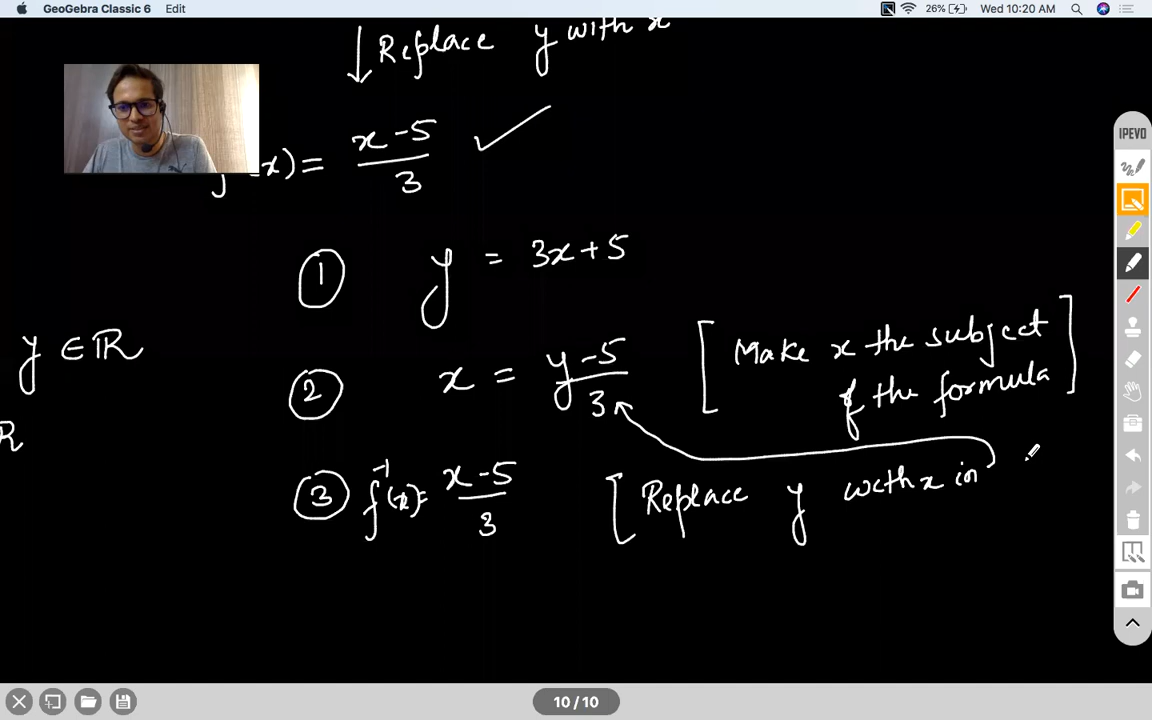 GeoGebra Classic 6 Edit 26% Wed 10:20 AM
Replace y with x
(x) = x - 5 / 3 ✓
IPEVO
① y = 3x + 5
y ∈ ℝ
② x = y - 5 / 3 [Make x the subject
of the formula]
ℝ
③ f⁻¹(x) = x - 5 / 3 [Replace y with x in
10 / 10